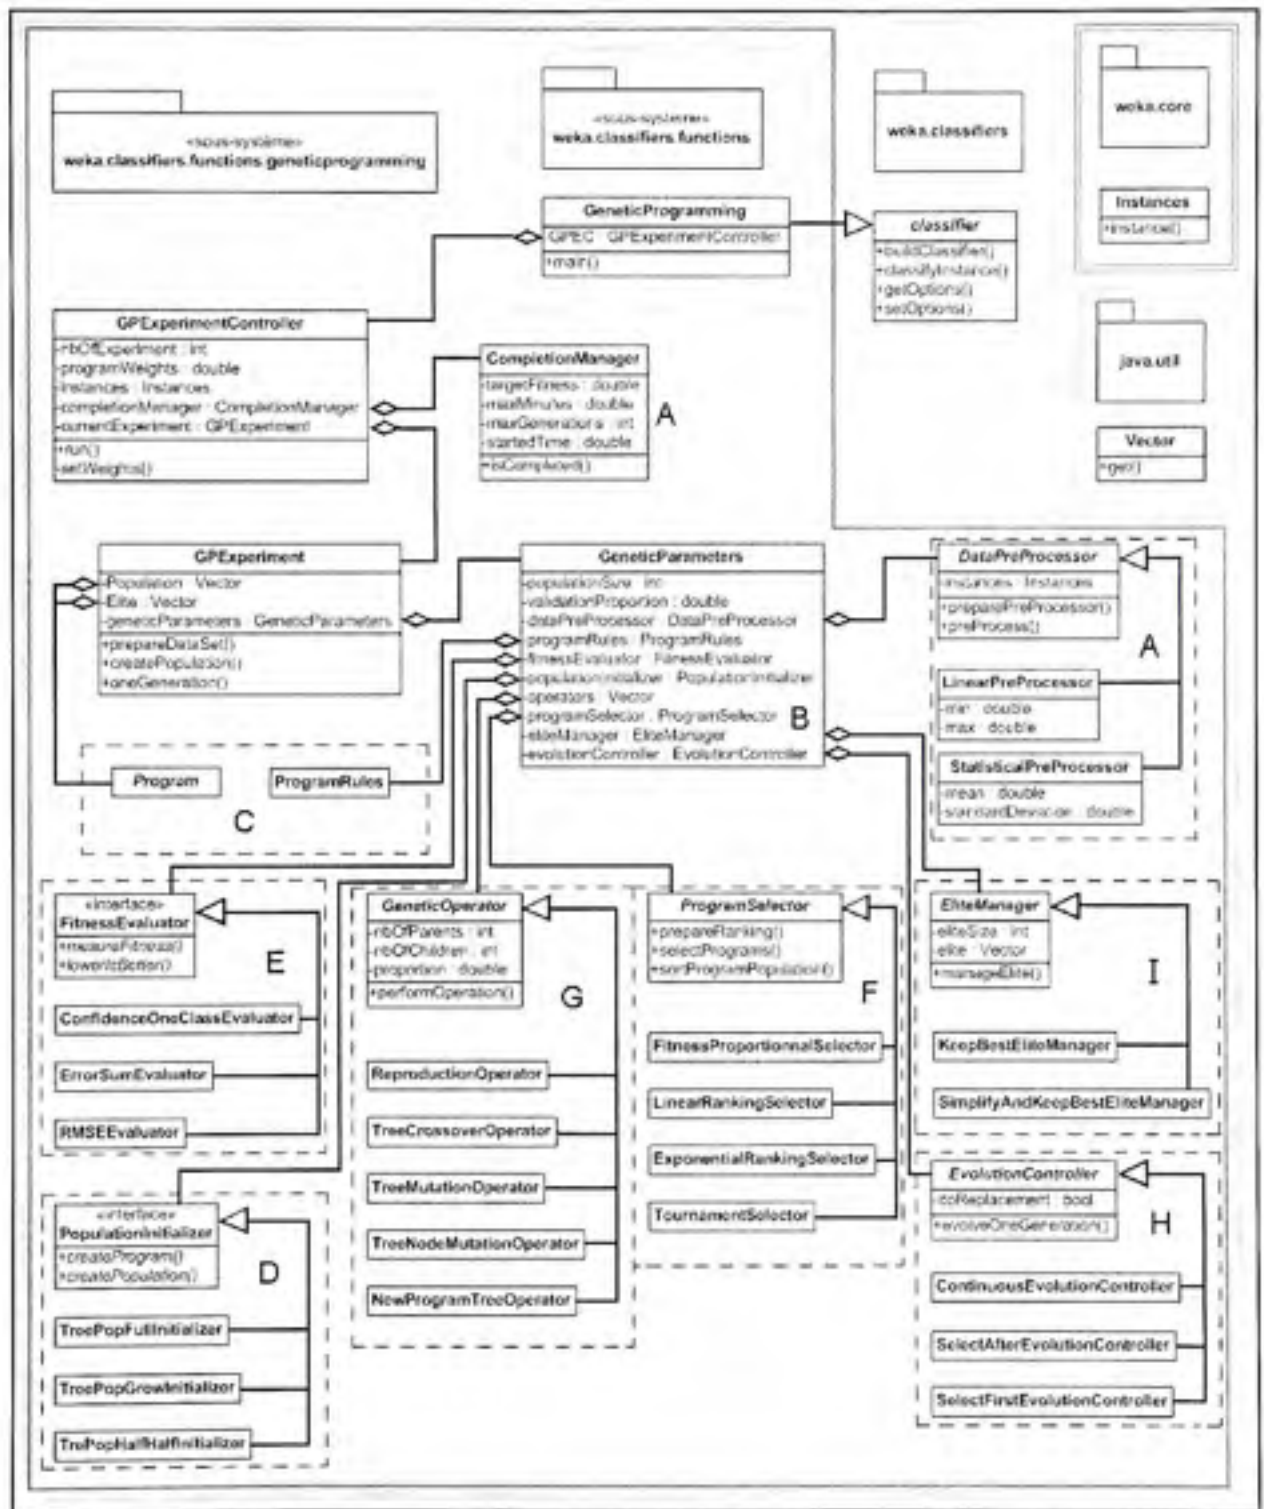 «sous-système»
weka.classifiers.functions.geneticprogramming
«sous-système»
weka.classifiers.functions
weka.classifiers
weka.core
Instances
+instance()
GeneticProgramming
-GPEC : GPExperimentController
+main()
classifier
+buildClassifier()
+classifyInstance()
+getOptions()
+setOptions()
java.util
Vector
+get()
GPExperimentController
-nbOfExperiment : int
-programWeights : double
-instances : Instances
-completionManager : CompletionManager
-currentExperiment : GPExperiment
+run()
-setWeights()
CompletionManager
-targetFitness : double
-maxMinutes : double
-maxGenerations : int
-startedTime : double
+isCompleted()
A
GPExperiment
-Population : Vector
-Elite : Vector
-geneticParameters : GeneticParameters
+prepareDataSet()
+createPopulation()
+oneGeneration()
GeneticParameters
-populationSize : int
-validationProportion : double
-dataPreProcessor : DataPreProcessor
-programRules : ProgramRules
-fitnessEvaluator : FitnessEvaluator
-populationInitializer : PopulationInitializer
-operators : Vector
-programSelector : ProgramSelector
-eliteManager : EliteManager
-evolutionController : EvolutionController
B
DataPreProcessor
-instances : Instances
+preparePreProcessor()
+preProcess()
A
LinearPreProcessor
-min : double
-max : double
StatisticalPreProcessor
-mean : double
-standardDeviation : double
Program
ProgramRules
C
«interface»
FitnessEvaluator
+measureFitness()
+lowerIsBetter()
E
ConfidenceOneClassEvaluator
ErrorSumEvaluator
RMSEEvaluator
«interface»
PopulationInitializer
+createProgram()
+createPopulation()
D
TreePopFullInitializer
TreePopGrowInitializer
TrePopHalfHalfInitializer
GeneticOperator
-nbOfParents : int
-nbOfChildren : int
-proportion : double
+performOperation()
G
ReproductionOperator
TreeCrossoverOperator
TreeMutationOperator
TreeNodeMutationOperator
NewProgramTreeOperator
ProgramSelector
+prepareRanking()
+selectPrograms()
+sortProgramPopulation()
F
FitnessProportionnalSelector
LinearRankingSelector
ExponentialRankingSelector
TournamentSelector
EliteManager
-eliteSize : int
-elite : Vector
+manageElite()
I
KeepBestEliteManager
SimplifyAndKeepBestEliteManager
EvolutionController
-doReplacement : bool
+evolveOneGeneration()
H
ContinuousEvolutionController
SelectAfterEvolutionController
SelectFirstEvolutionController